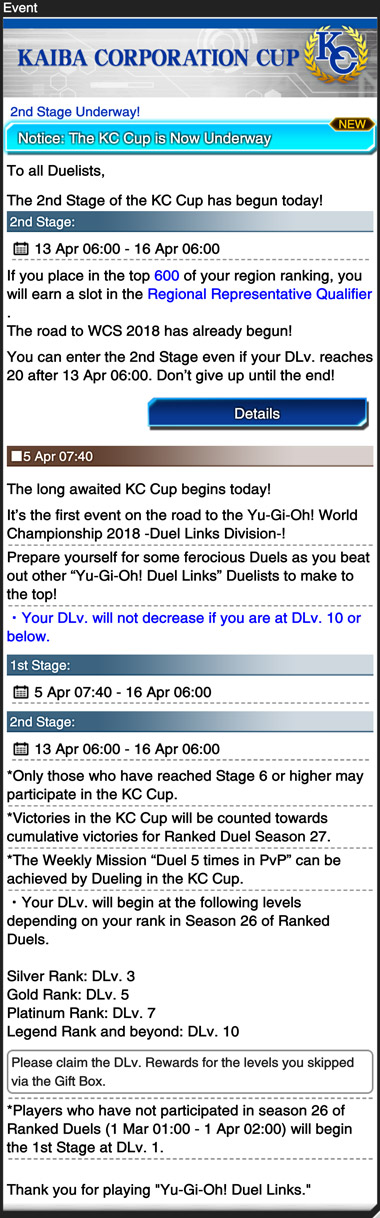 Event
KAIBA CORPORATION CUP
KC
2nd Stage Underway!
NEW
Notice: The KC Cup is Now Underway
To all Duelists,
The 2nd Stage of the KC Cup has begun today!
2nd Stage:
13 Apr 06:00 - 16 Apr 06:00
If you place in the top 600 of your region ranking, you
will earn a slot in the Regional Representative Qualifier
.
The road to WCS 2018 has already begun!
You can enter the 2nd Stage even if your DLv. reaches
20 after 13 Apr 06:00. Don’t give up until the end!
Details
■5 Apr 07:40
The long awaited KC Cup begins today!
It’s the first event on the road to the Yu-Gi-Oh! World
Championship 2018 -Duel Links Division-!
Prepare yourself for some ferocious Duels as you beat
out other “Yu-Gi-Oh! Duel Links” Duelists to make to
the top!
・Your DLv. will not decrease if you are at DLv. 10 or
below.
1st Stage:
5 Apr 07:40 - 16 Apr 06:00
2nd Stage:
13 Apr 06:00 - 16 Apr 06:00
*Only those who have reached Stage 6 or higher may
participate in the KC Cup.
*Victories in the KC Cup will be counted towards
cumulative victories for Ranked Duel Season 27.
*The Weekly Mission “Duel 5 times in PvP” can be
achieved by Dueling in the KC Cup.
・Your DLv. will begin at the following levels
depending on your rank in Season 26 of Ranked
Duels.
Silver Rank: DLv. 3
Gold Rank: DLv. 5
Platinum Rank: DLv. 7
Legend Rank and beyond: DLv. 10
Please claim the DLv. Rewards for the levels you skipped
via the Gift Box.
*Players who have not participated in season 26 of
Ranked Duels (1 Mar 01:00 - 1 Apr 02:00) will begin
the 1st Stage at DLv. 1.
Thank you for playing "Yu-Gi-Oh! Duel Links."